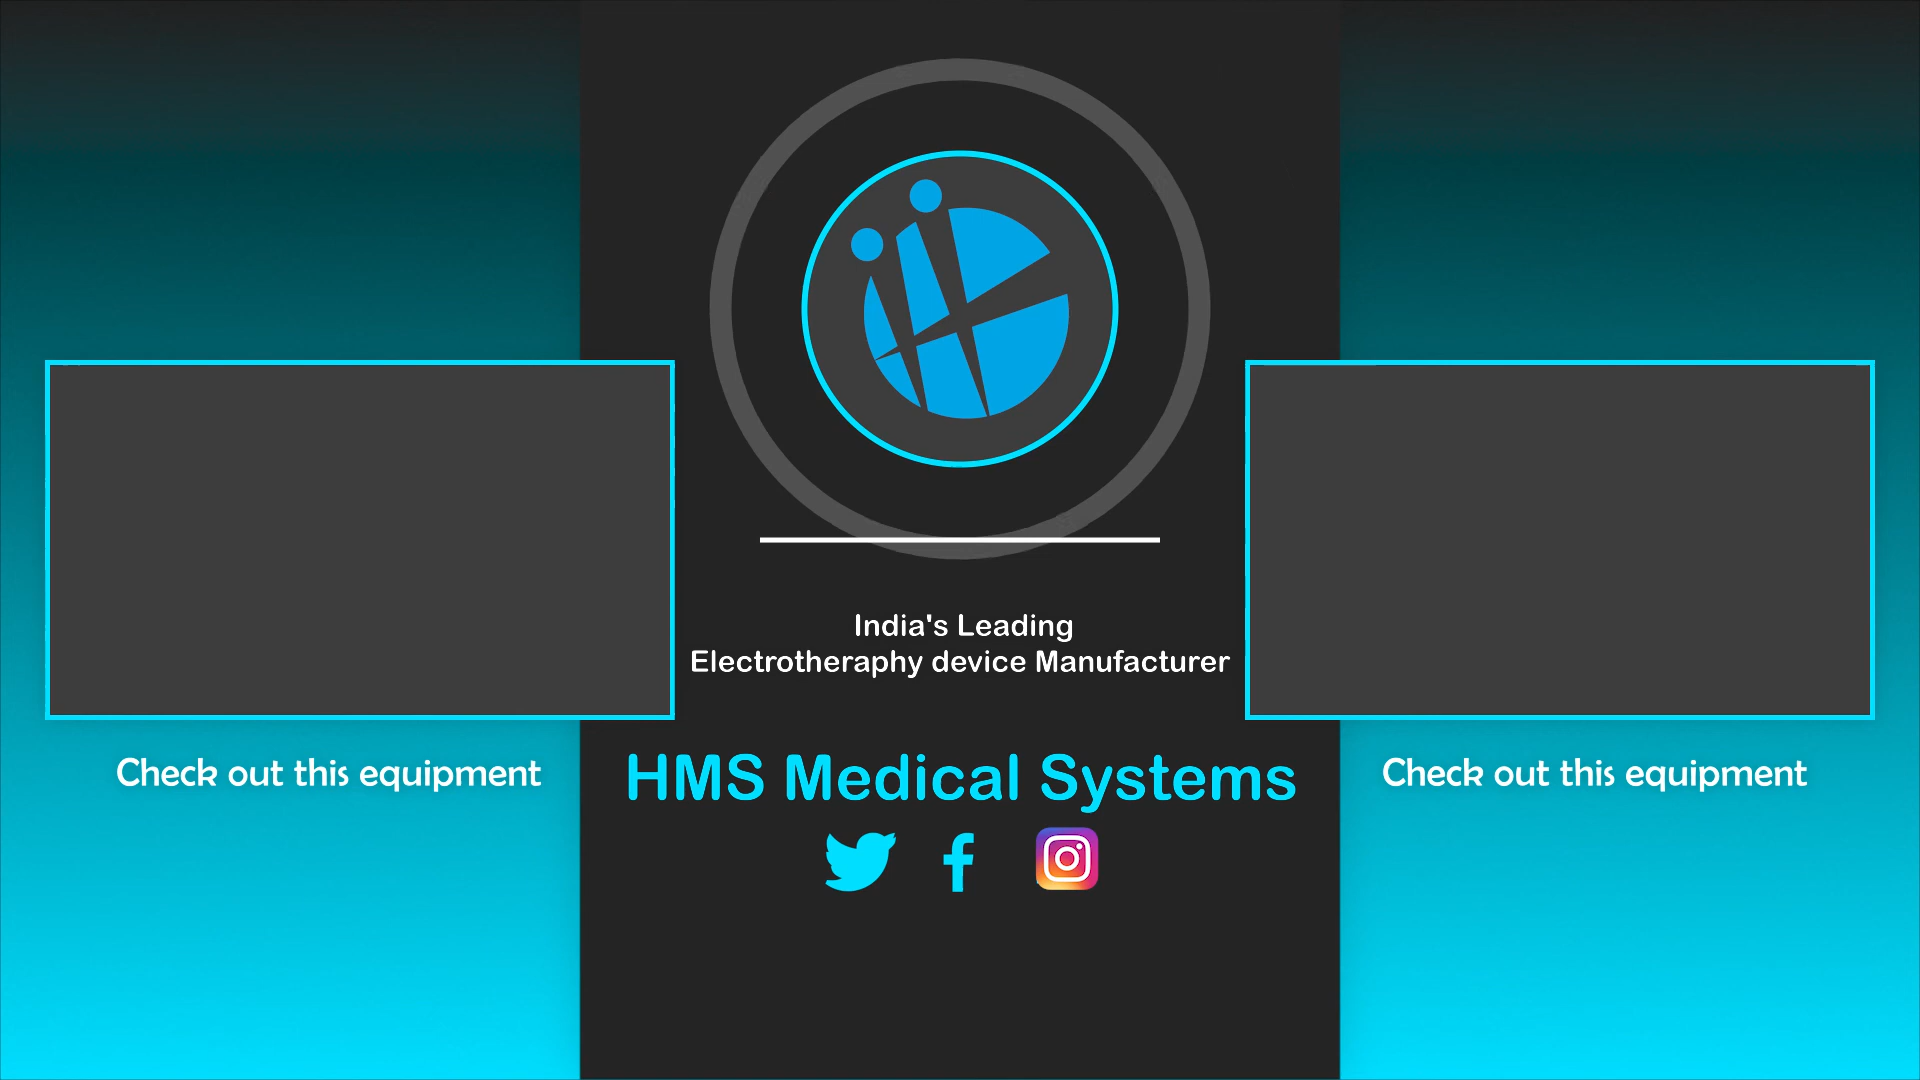 India's Leading
Electrotheraphy device Manufacturer
HMS Medical Systems
Check out this equipment
Check out this equipment